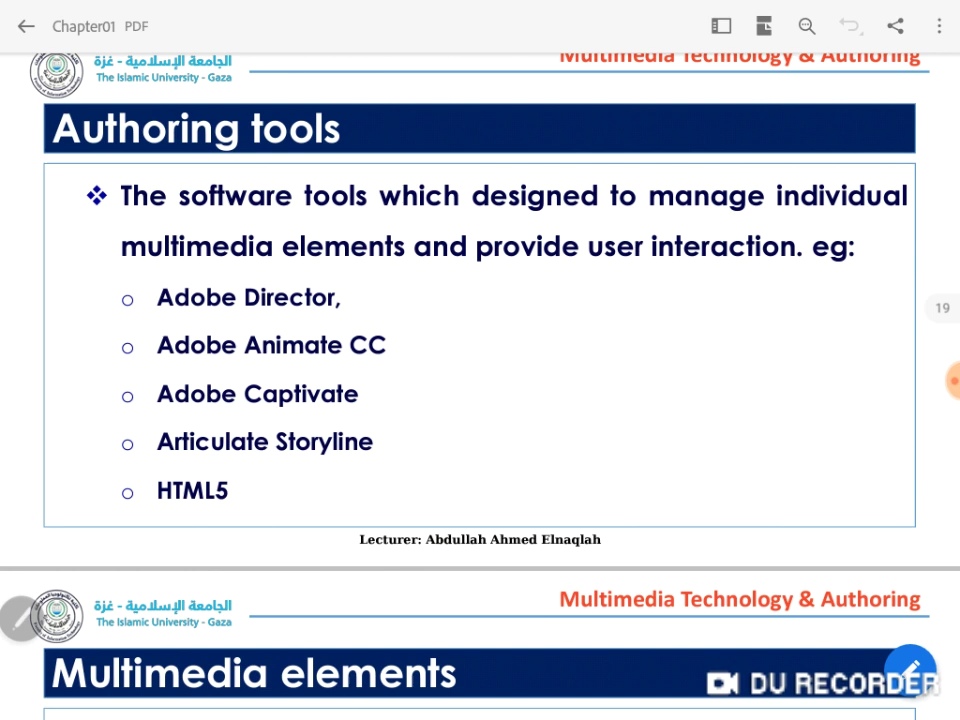 Chapter01 PDF
الجامعة الإسلامية - غزة
The Islamic University - Gaza
Multimedia Technology & Authoring
Authoring tools
❖ The software tools which designed to manage individual
multimedia elements and provide user interaction. eg:
o Adobe Director,
o Adobe Animate CC
o Adobe Captivate
o Articulate Storyline
o HTML5
19
Lecturer: Abdullah Ahmed Elnaqlah
الجامعة الإسلامية - غزة
The Islamic University - Gaza
Multimedia Technology & Authoring
Multimedia elements
DU RECORDER